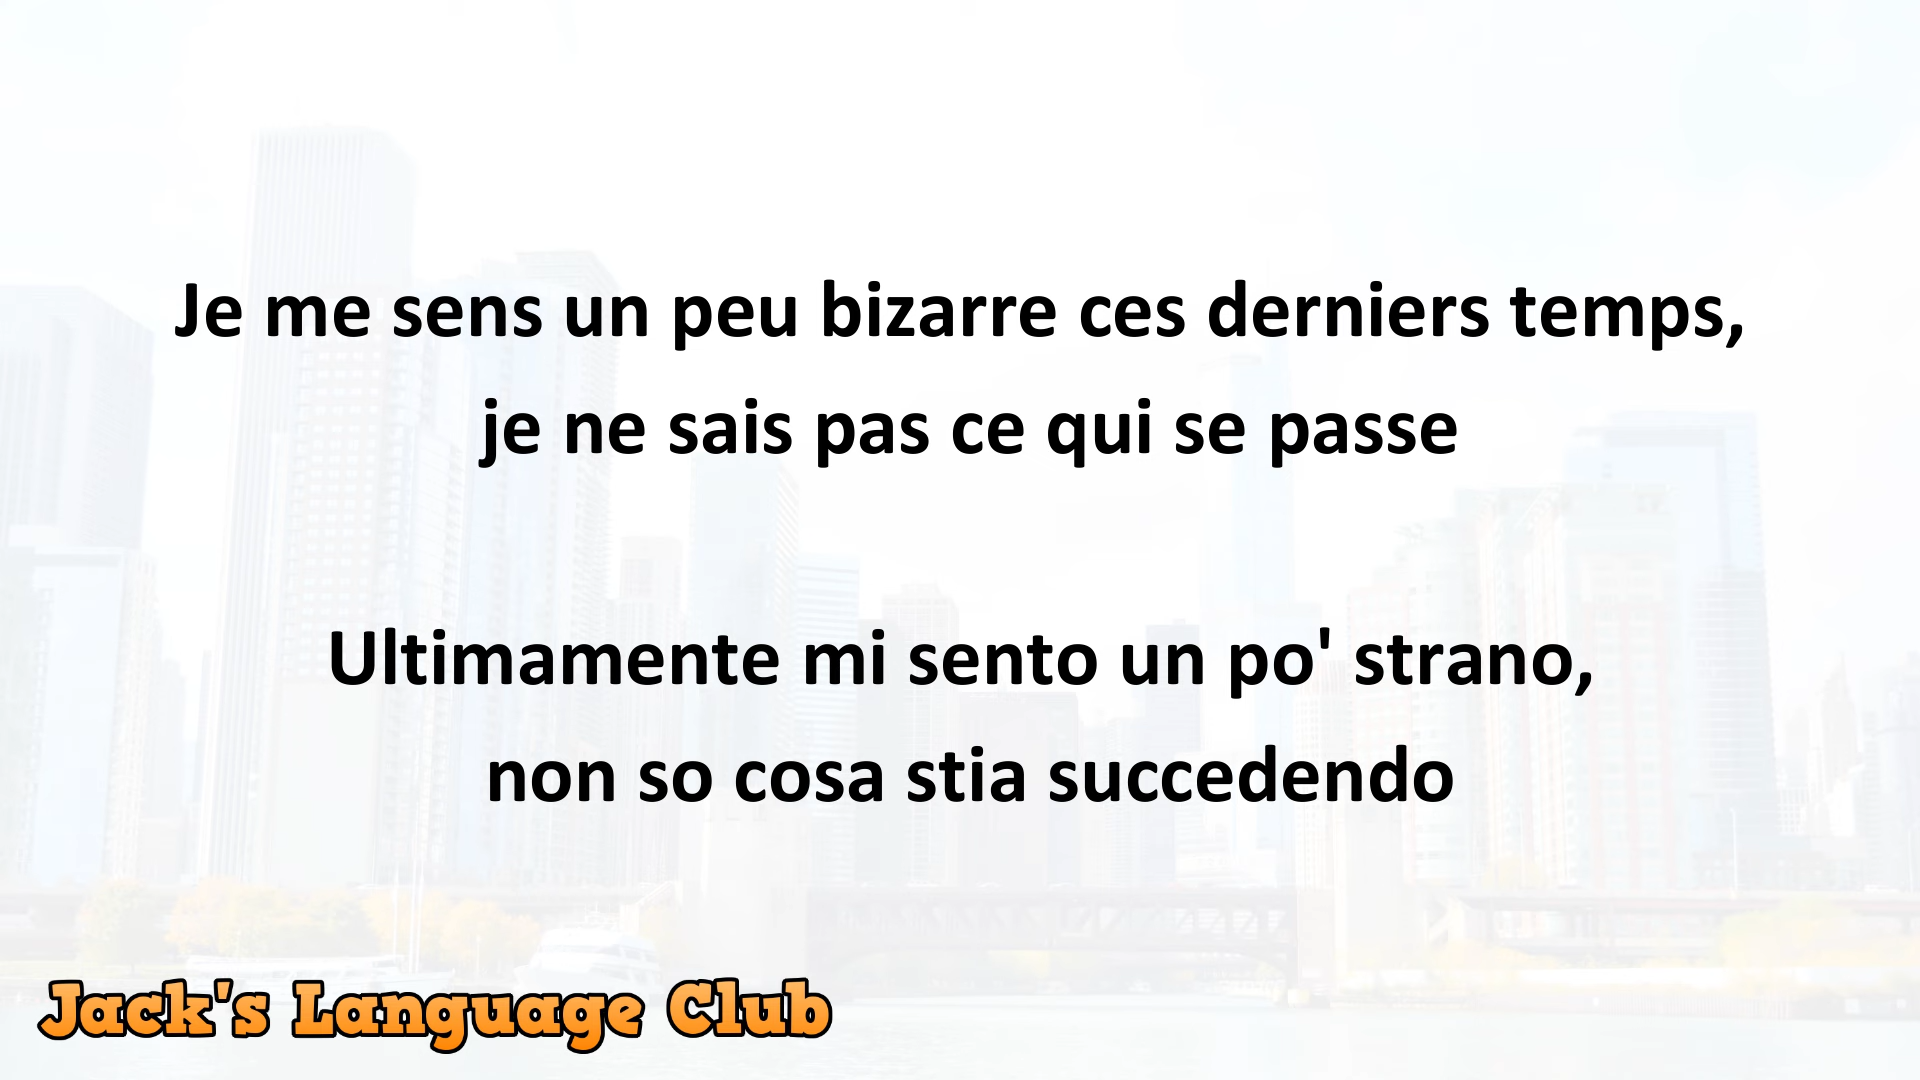 Je me sens un peu bizarre ces derniers temps,
je ne sais pas ce qui se passe
Ultimamente mi sento un po' strano,
non so cosa stia succedendo
Jack's Language Club